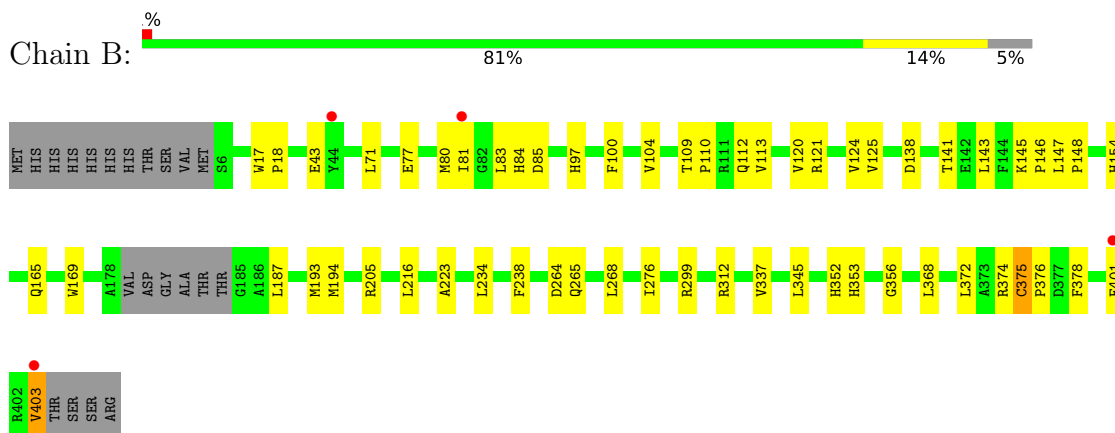 %
Chain B:
81% 14% 5%
MET HIS HIS HIS HIS HIS HIS THR SER VAL MET S6 W17 P18 E43 Y44 L71 E77 M80 I81 G82 L83 H84 D85 H97 F100 V104 T109 P110 R111 Q112 V113 V120 R121 V124 V125 D138 T141 E142 L143 F144 K145 P146 L147 P148 H154
Q165 W169 A178 VAL ASP GLY ALA THR THR G185 A186 L187 M193 M194 R205 L216 A223 L234 F238 D264 Q265 L268 I276 R299 R312 V337 L345 H352 H353 G356 L368 L372 A373 R374 C375 P376 D377 F378
R402 V403 THR SER SER ARG